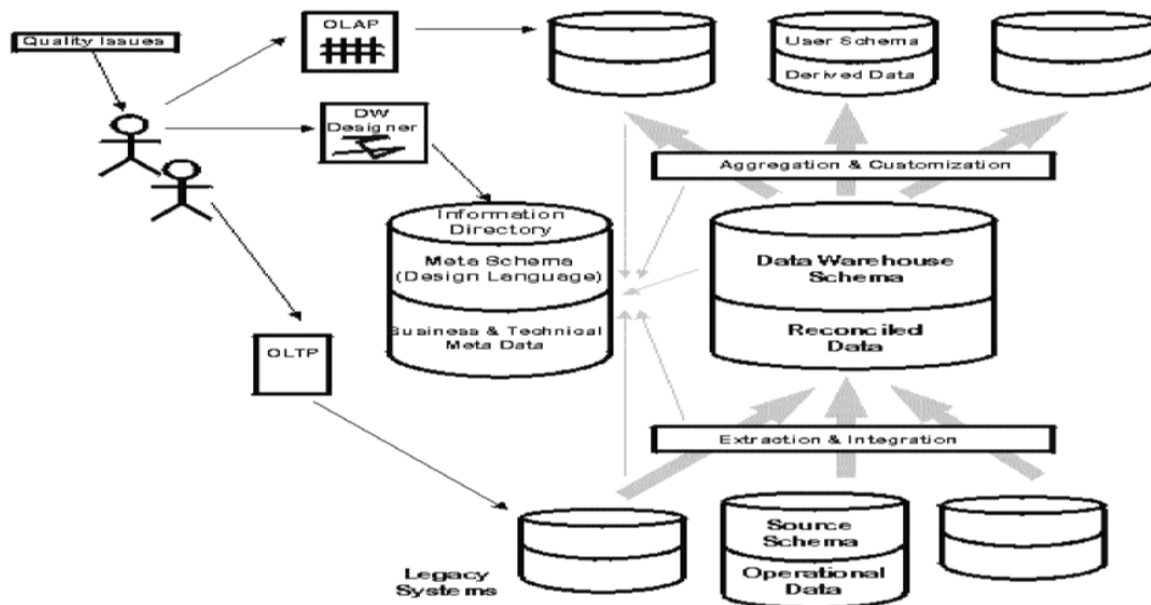 Quality Issues
OLAP
User Schema
Derived Data
DW
Designer
Aggregation & Customization
Information
Directory
Meta Schema
(Design Language)
Business & Technical
Meta Data
Data Warehouse
Schema
Reconciled
Data
OLTP
Extraction & Integration
Source
Schema
Operational
Data
Legacy
Systems